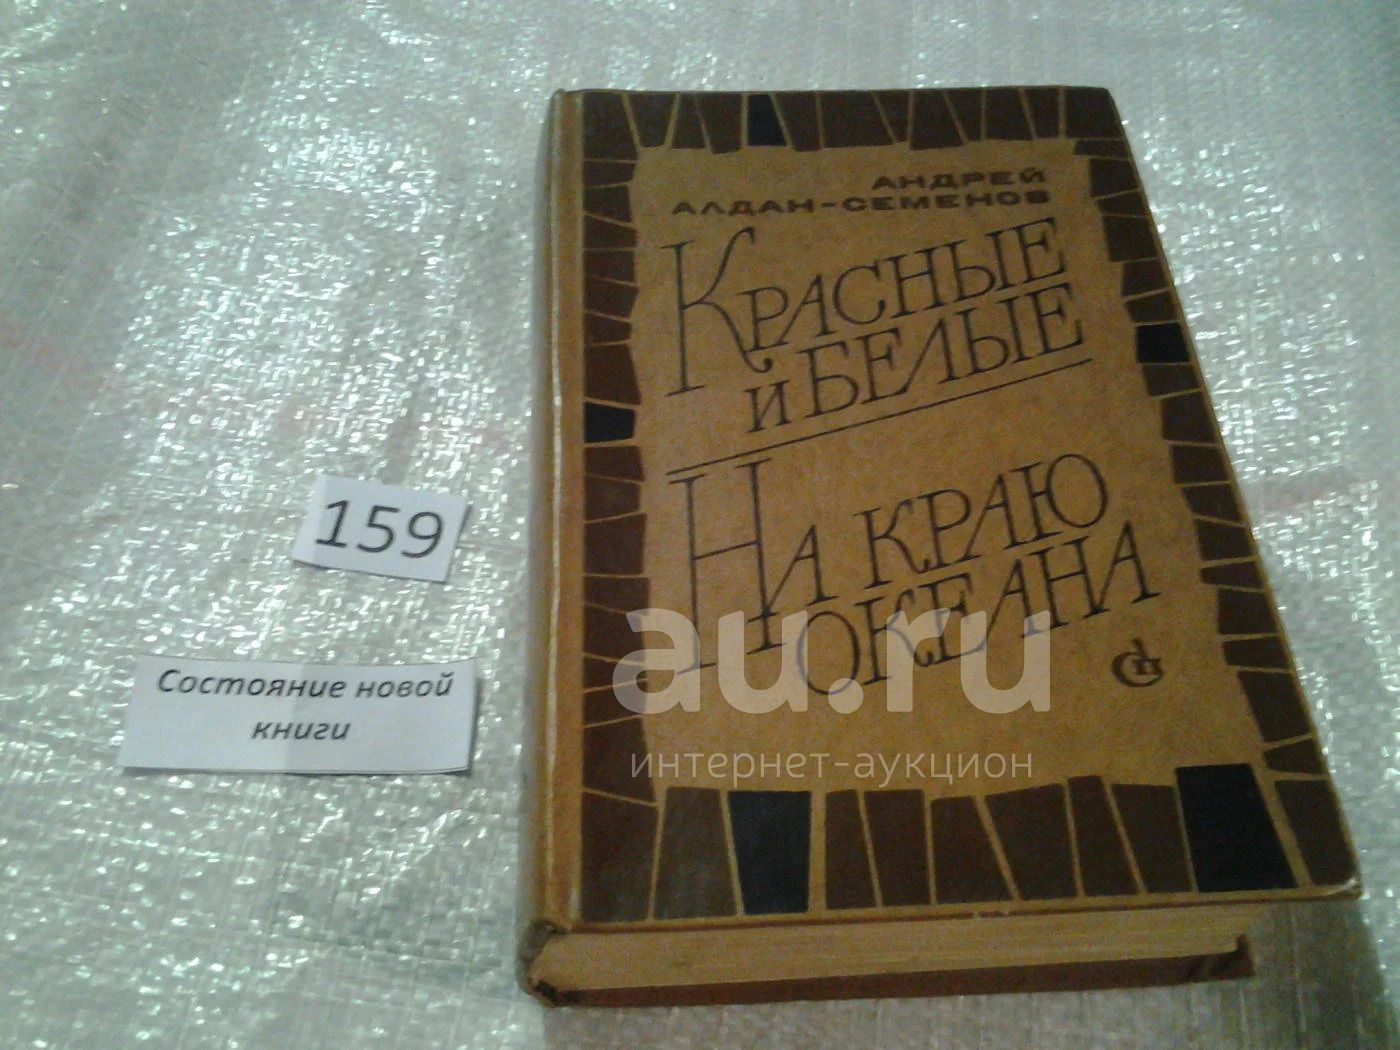 АНДРЕЙ
АЛДАН-СЕМЕНОВ
КРАСНЫЕ
И БЕЛЫЕ
НА КРАЮ
ОКЕАНА
159
Состояние новой
книги
au.ru
интернет-аукцион